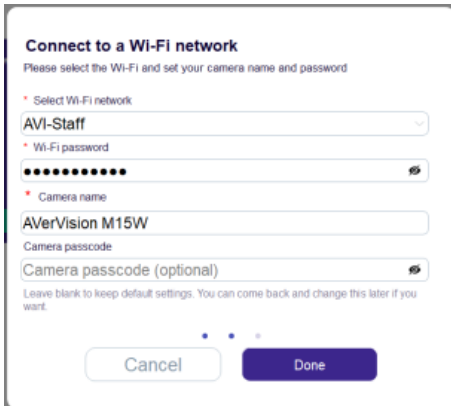 Connect to a Wi-Fi network
Please select the Wi-Fi and set your camera name and password
* Select Wi-Fi network
AVI-Staff
* Wi-Fi password
●●●●●●●●●●●
* Camera name
AVerVision M15W
Camera passcode
Camera passcode (optional)
Leave blank to keep default settings. You can come back and change this later if you
want.
Cancel
Done